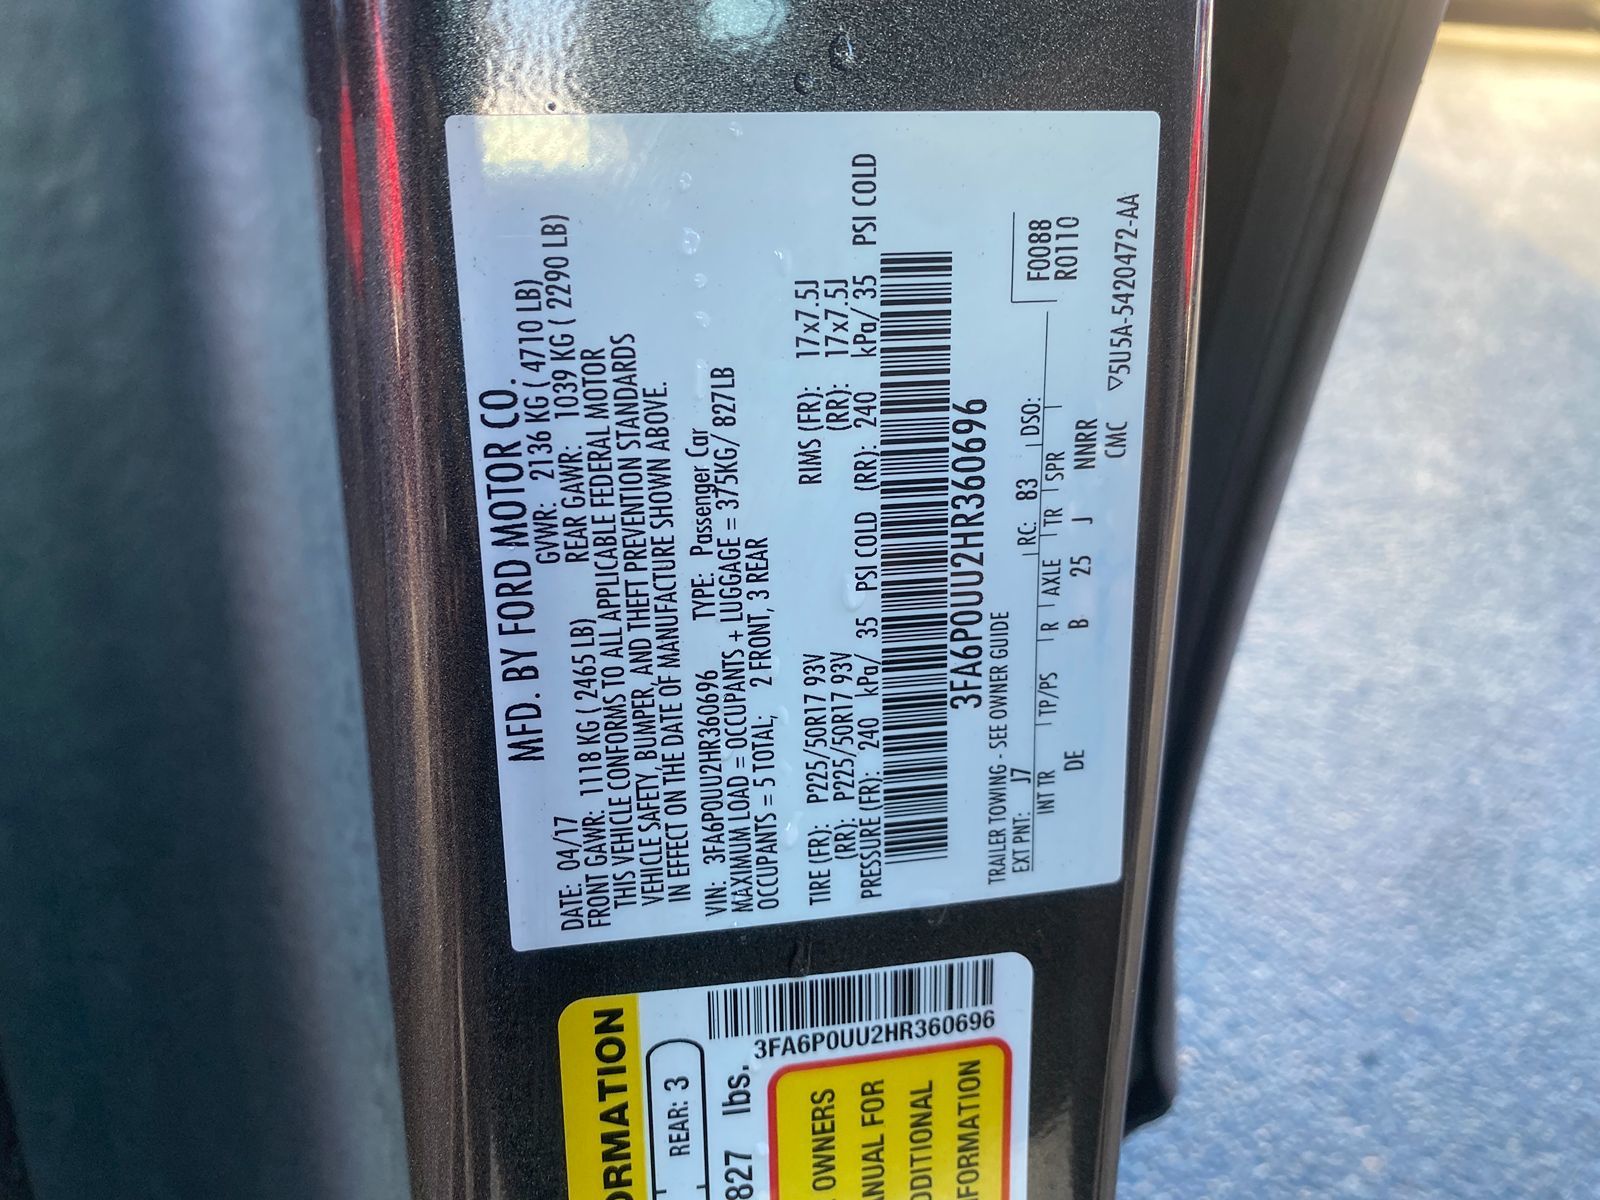 MFD. BY FORD MOTOR CO.
DATE: 04/17 GVWR: 2136 KG ( 4710 LB)
FRONT GAWR: 1118 KG ( 2465 LB) REAR GAWR: 1039 KG ( 2290 LB)
THIS VEHICLE CONFORMS TO ALL APPLICABLE FEDERAL MOTOR
VEHICLE SAFETY, BUMPER, AND THEFT PREVENTION STANDARDS
IN EFFECT ON THE DATE OF MANUFACTURE SHOWN ABOVE.
VIN: 3FA6P0UU2HR360696 TYPE: Passenger Car
MAXIMUM LOAD = OCCUPANTS + LUGGAGE = 375KG/ 827LB
OCCUPANTS = 5 TOTAL; 2 FRONT, 3 REAR
TIRE (FR): P225/50R17 93V RIMS (FR): 17x7.5J
(RR): P225/50R17 93V (RR): 17x7.5J
PRESSURE (FR): 240 kPa/ 35 PSI COLD (RR): 240 kPa/ 35 PSI COLD
3FA6P0UU2HR360696
TRAILER TOWING - SEE OWNER GUIDE
EXT PNT: J7 RC: 83 DSO: F0088
INT TR TP/PS R AXLE TR SPR R0110
DE B 25 J NNRR
CMC ▽5U5A-5420472-AA
ORMATION
REAR: 3
827 lbs.
3FA6P0UU2HR360696
OWNERS
ANUAL FOR
DDITIONAL
FORMATION